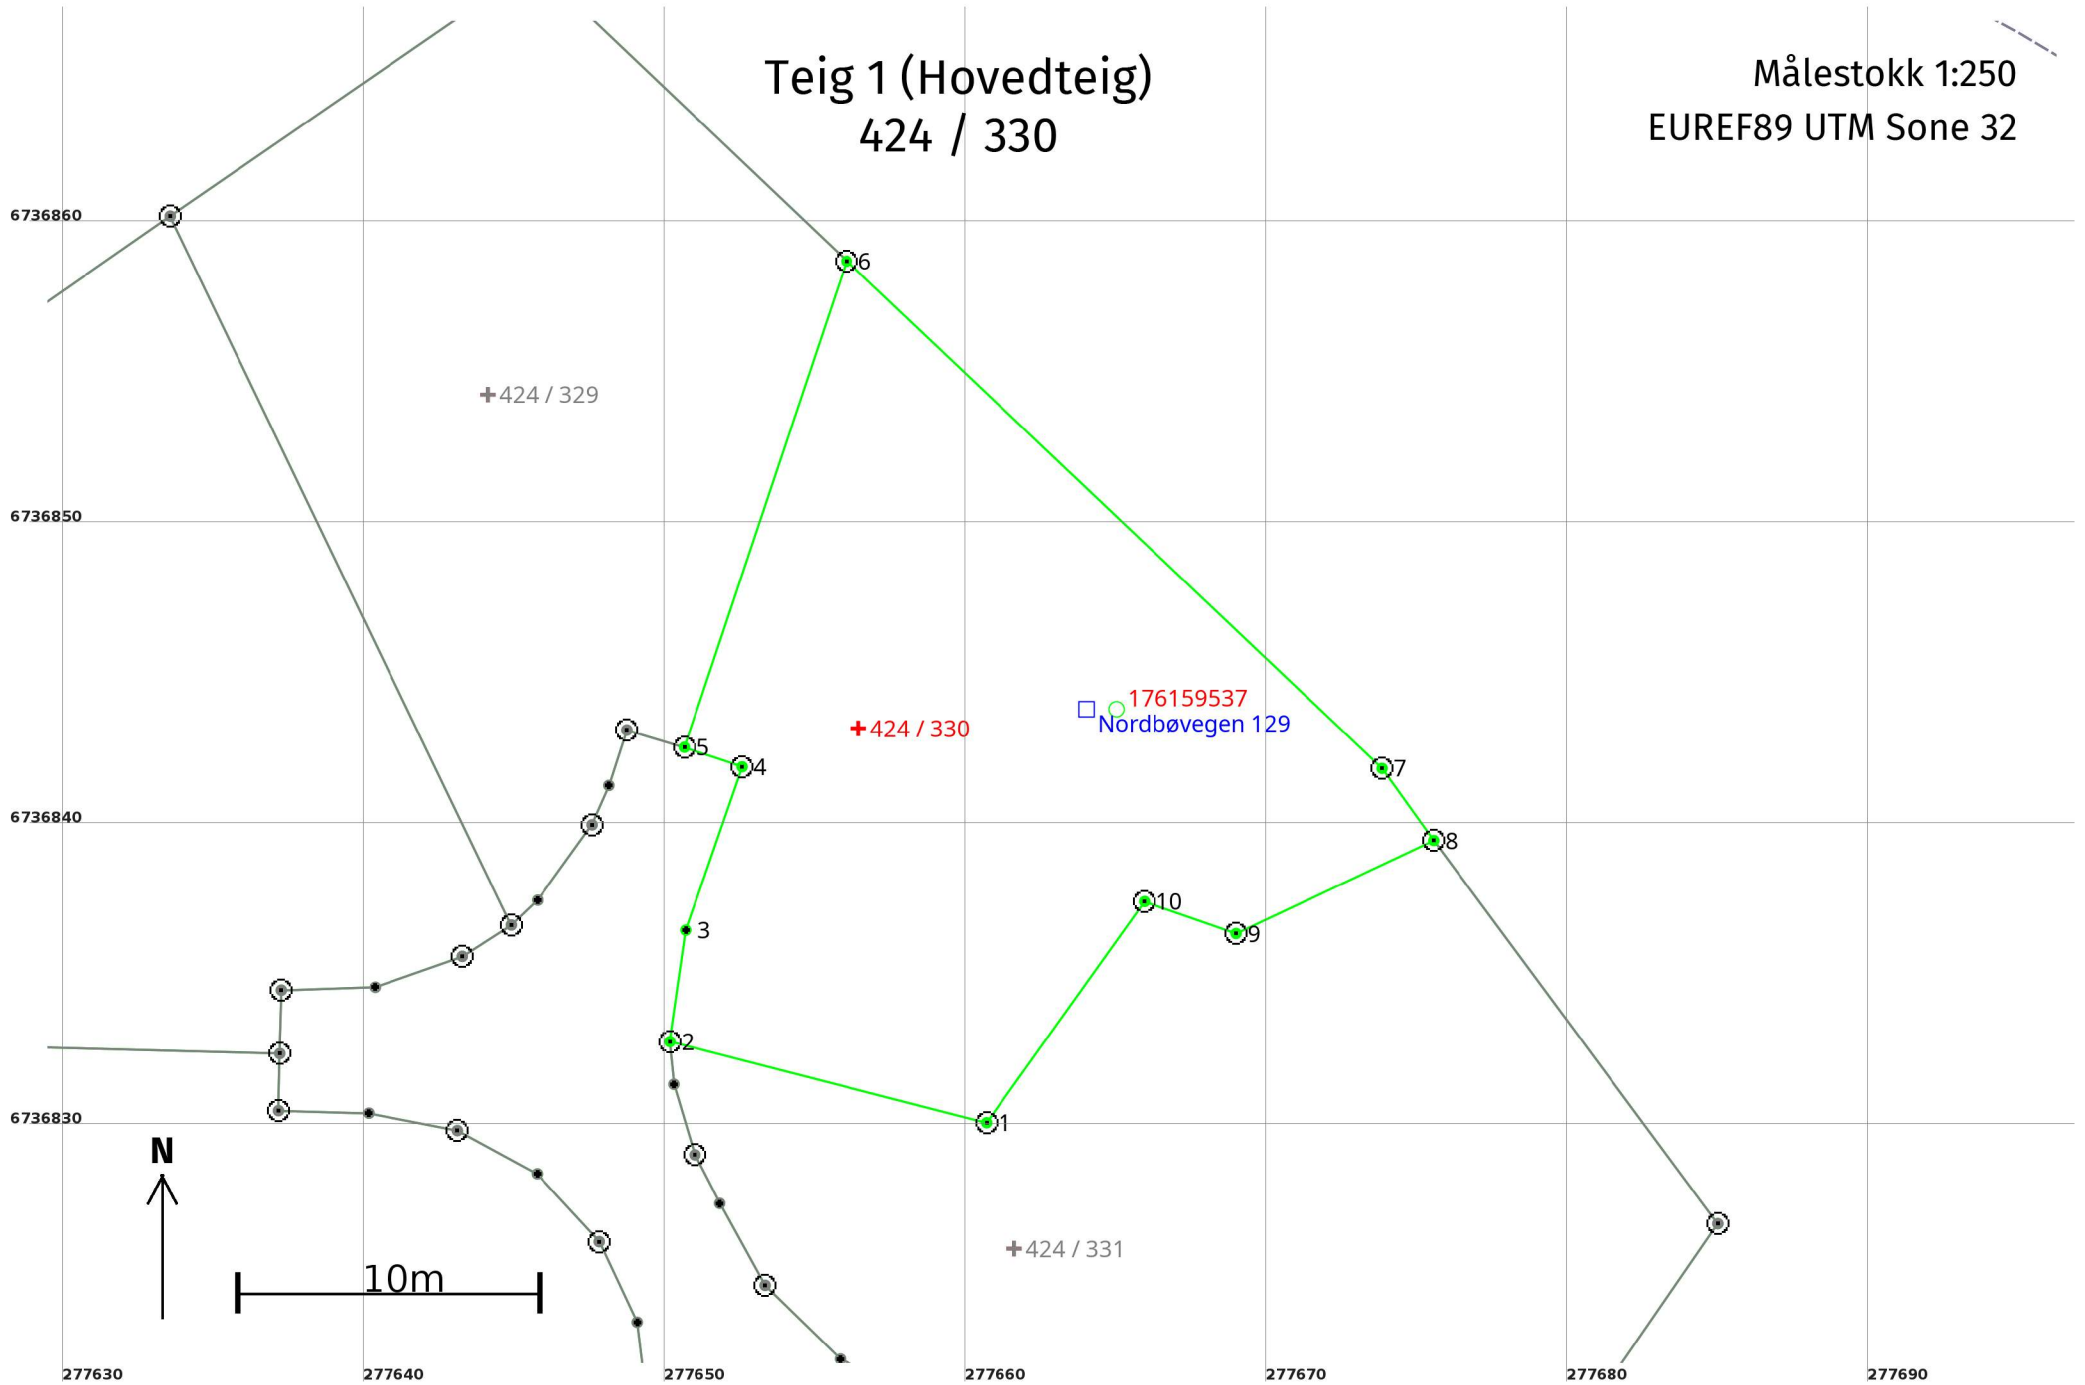 Teig 1 (Hovedteig)
424 / 330
Målestokk 1:250
EUREF89 UTM Sone 32
6736860
6
424 / 329
6736850
176159537
Nordbøvegen 129
424 / 330
5
4
7
6736840
8
10
3
9
2
6736830
1
N
424 / 331
10m
277630
277640
277650
277660
277670
277680
277690